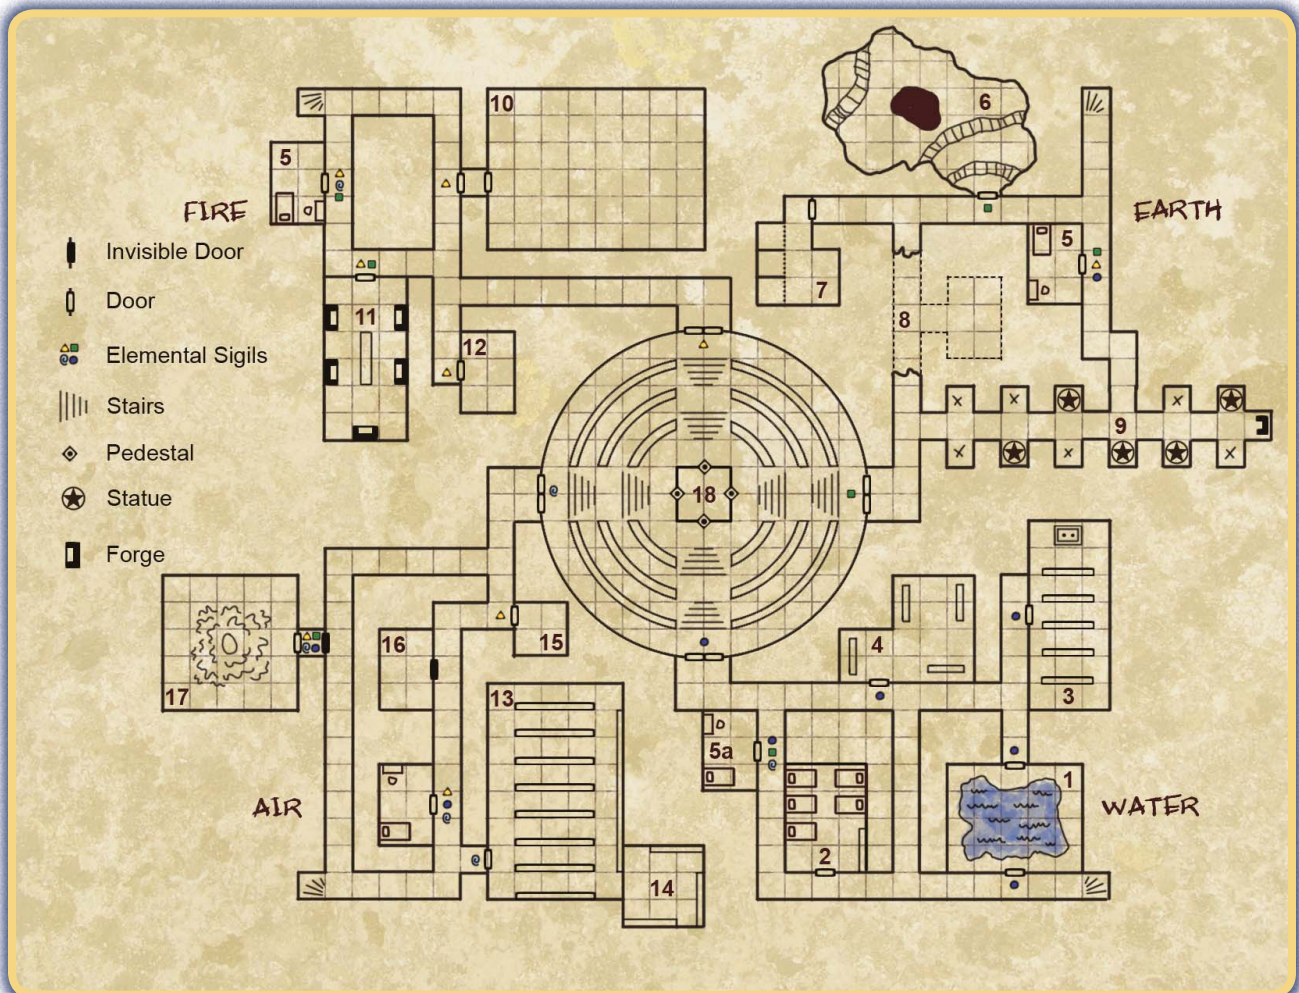 10
6
5
FIRE
EARTH
5
Invisible Door
7
Door
11
8
12
Elemental Sigils
Stairs
9
Pedestal
18
Statue
Forge
16
15
4
17
13
3
5a
1
AIR
WATER
2
14